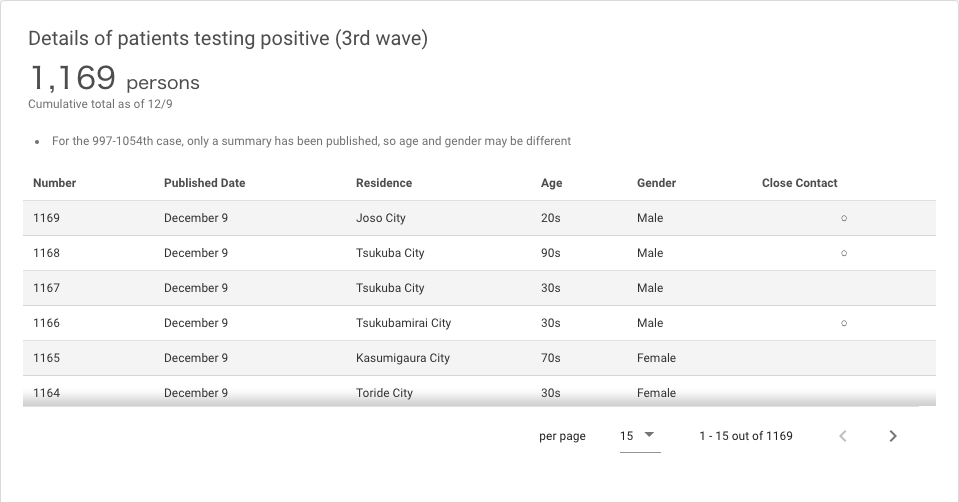 Details of patients testing positive (3rd wave)
1,169 persons
Cumulative total as of 12/9
• For the 997-1054th case, only a summary has been published, so age and gender may be different
Number Published Date Residence Age Gender Close Contact
1169 December 9 Joso City 20s Male ○
1168 December 9 Tsukuba City 90s Male ○
1167 December 9 Tsukuba City 30s Male
1166 December 9 Tsukubamirai City 30s Male ○
1165 December 9 Kasumigaura City 70s Female
1164 December 9 Toride City 30s Female
per page 15 1 - 15 out of 1169